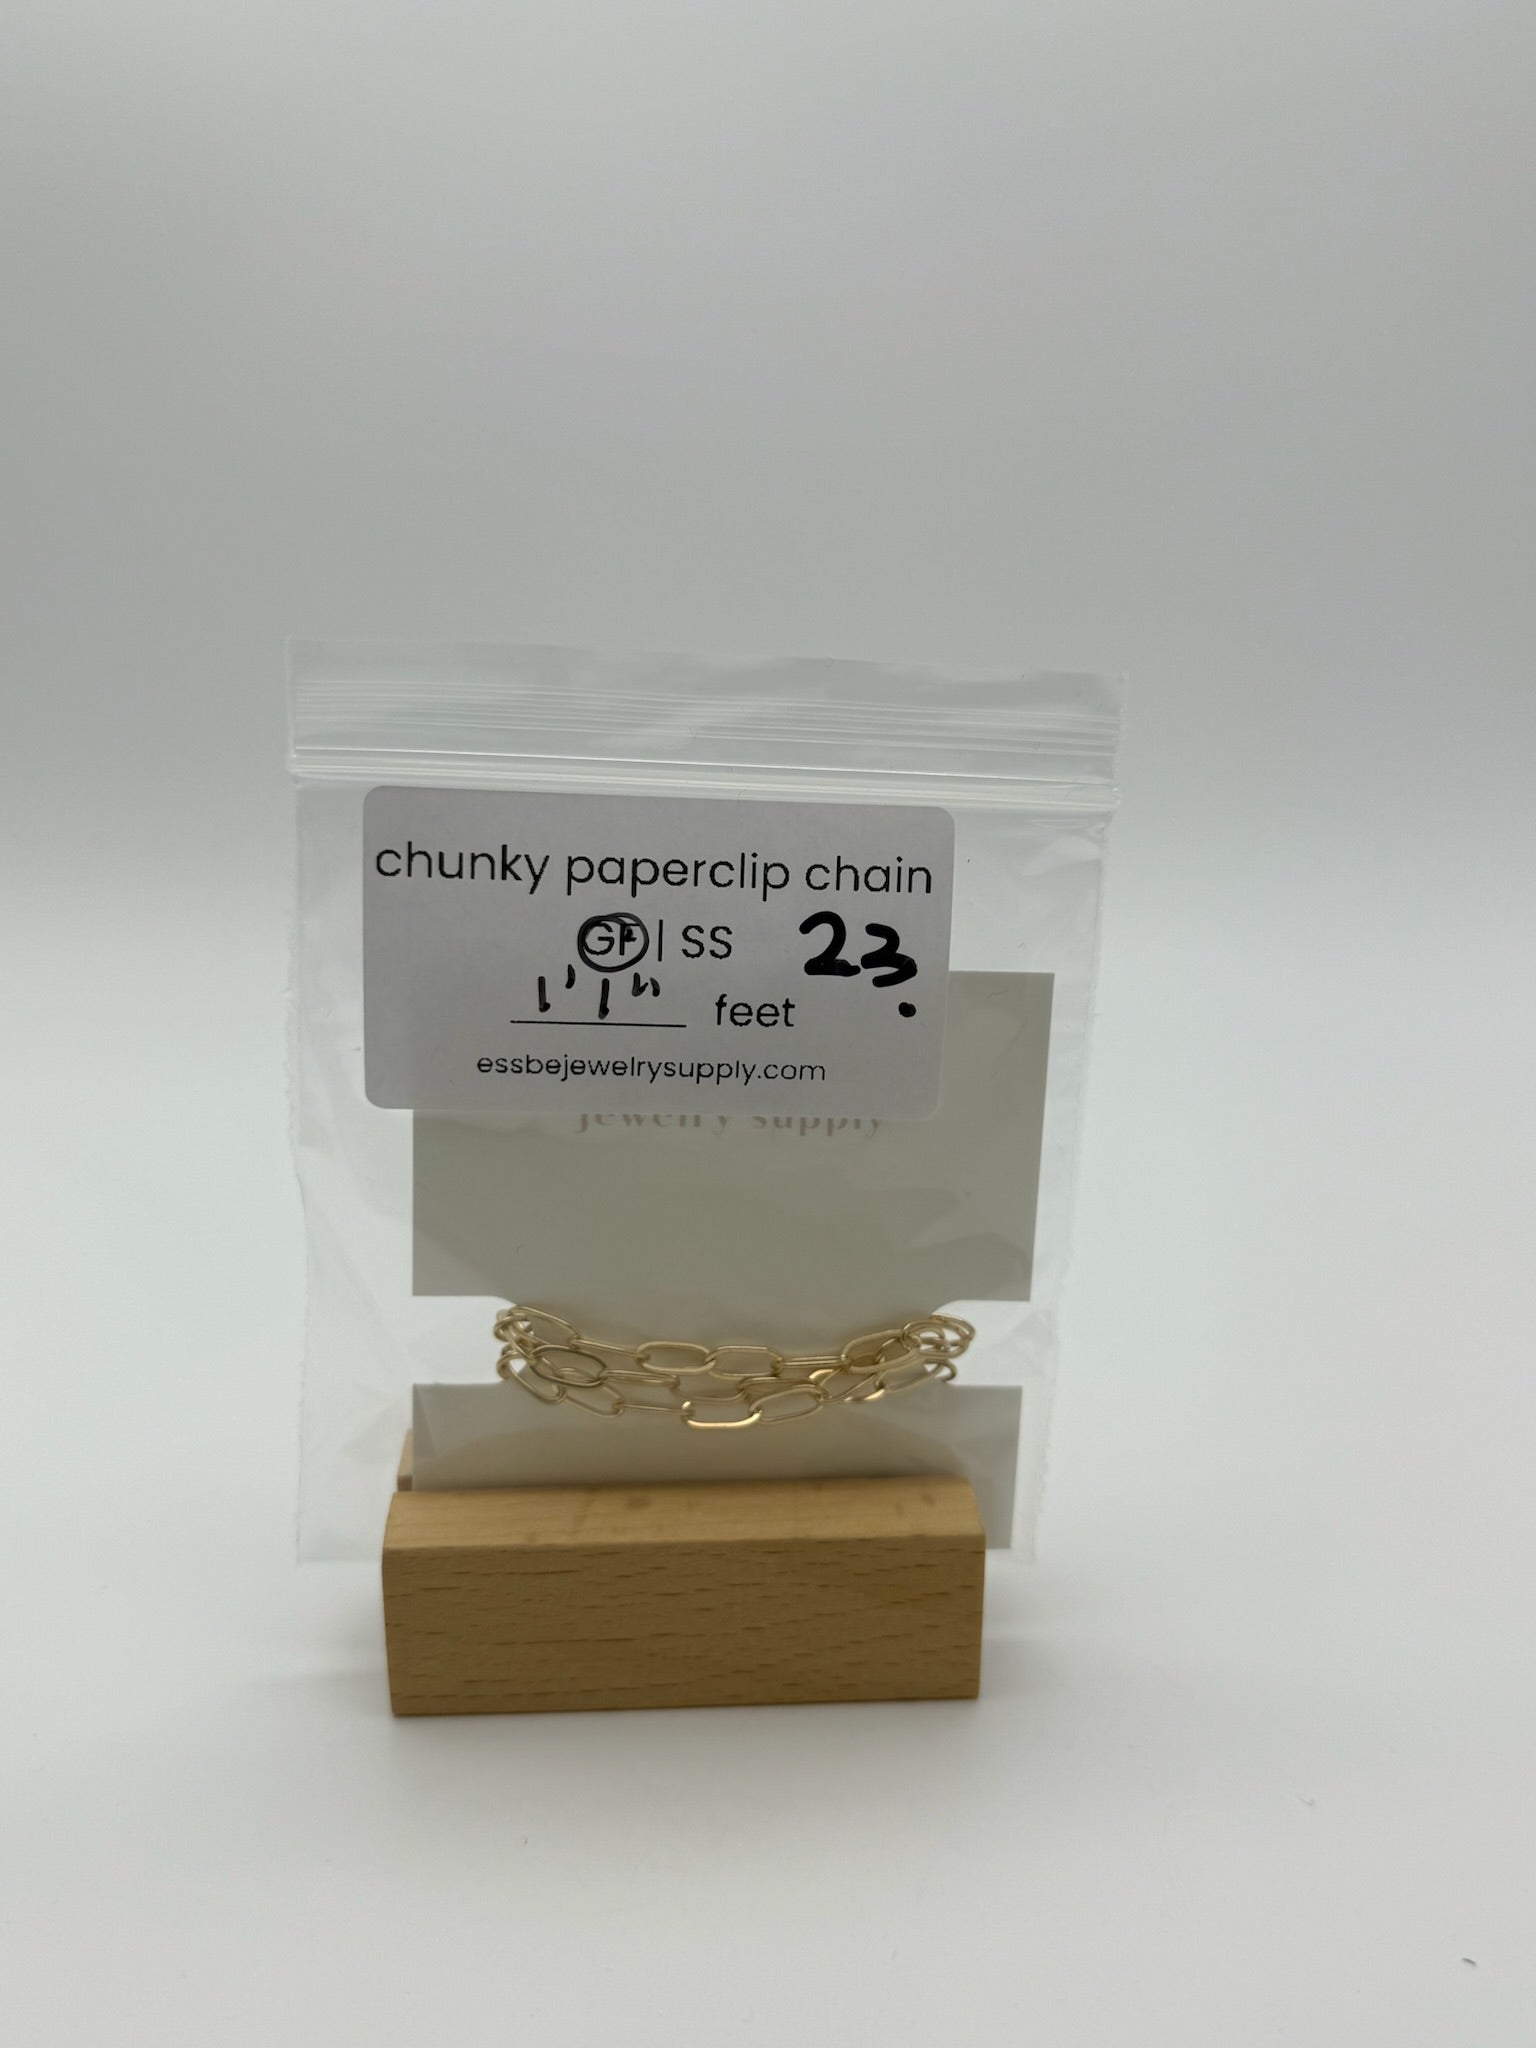 chunky paperclip chain
GF | SS 23.
1' 1" feet
essbejewelrysupply.com
jewelry supply